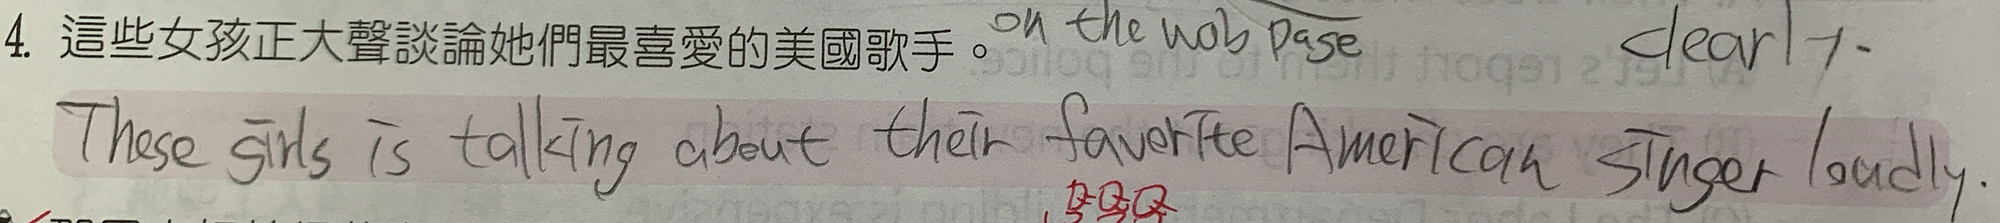 4. 這些女孩正大聲談論她們最喜愛的美國歌手。on the wob page clearly.
These girls is talking about their favorite American singer loudly.